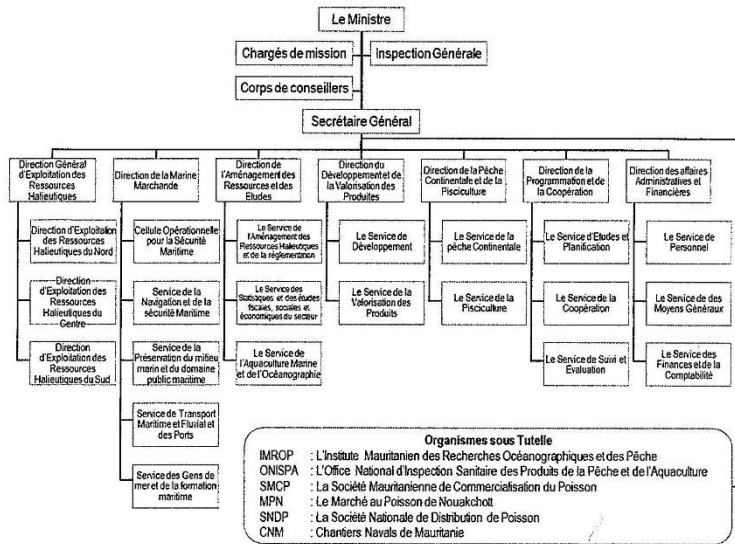 Le Ministre
Chargés de mission
Inspection Générale
Corps de conseillers
Secrétaire Général
Direction Général
d'Exploitation des
Ressources
Halieutiques
Direction de la Marine
Marchande
Direction de
l'Aménagement des
Ressources et des
Etudes
Direction du
Développement et de la
Valorisation des
Produites
Direction de la Pêche
Continentale et de la
Pisciculture
Direction de la
Programmation et de
la Coopération
Direction des affaires
Administratives et
Financières
Direction d'Exploitation
des Ressources
Halieutiques du Nord
Direction
d'Exploitation des
Ressources
Halieutiques du Centre
Direction
d'Exploitation des
Ressources
Halieutiques du Sud
Cellule Opérationnelle
pour la Sécurité
Maritime
Service de la
Navigation et de la
sécurité Maritime
Service de la
Préservation du milieu
marin et du domaine
public maritime
Service de Transport
Maritime et Fluvial et
des Ports
Service des Gens de
mer et de la formation
maritime
Le Service de
l'Aménagement des
Ressources Halieutiques
et de la réglementation
Le Service des
Statistiques et des études
fiscales, sociales et
économiques du secteur
Le Service de
l'Aquaculture Marine
et de l'Océanographie
Le Service de
Développement
Le Service de la
Valorisation des
Produits
Le Service de la
pêche Continentale
Le Service de la
Pisciculture
Le Service d'Etudes et
Planification
Le Service de la
Coopération
Le Service de Suivi et
Evaluation
Le Service de
Personnel
Le Service de des
Moyens Généraux
Le Service des
Finances et de la
Comptabilité
Organismes sous Tutelle
IMROP : L'Institute Mauritanien des Recherches Océanographiques et des Pêche
ONISPA : L'Office National d'Inspection Sanitaire des Produits de la Pêche et de l'Aquaculture
SMCP : La Société Mauritanienne de Commercialisation du Poisson
MPN : Le Marché au Poisson de Nouakchott
SNDP : La Société Nationale de Distribution de Poisson
CNM : Chantiers Navals de Mauritanie